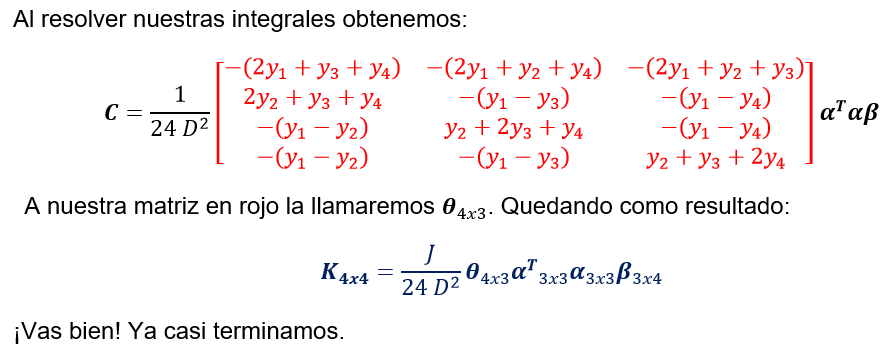 Al resolver nuestras integrales obtenemos:
C = 1/(24 D²) [
−(2y₁ + y₃ + y₄) −(2y₁ + y₂ + y₄) −(2y₁ + y₂ + y₃)
2y₂ + y₃ + y₄ −(y₁ − y₃) −(y₁ − y₄)
−(y₁ − y₂) y₂ + 2y₃ + y₄ −(y₁ − y₄)
−(y₁ − y₂) −(y₁ − y₃) y₂ + y₃ + 2y₄
] αᵀαβ
A nuestra matriz en rojo la llamaremos θ₄ₓ₃. Quedando como resultado:
K₄ₓ₄ = J/(24 D²) θ₄ₓ₃αᵀ₃ₓ₃α₃ₓ₃β₃ₓ₄
¡Vas bien! Ya casi terminamos.